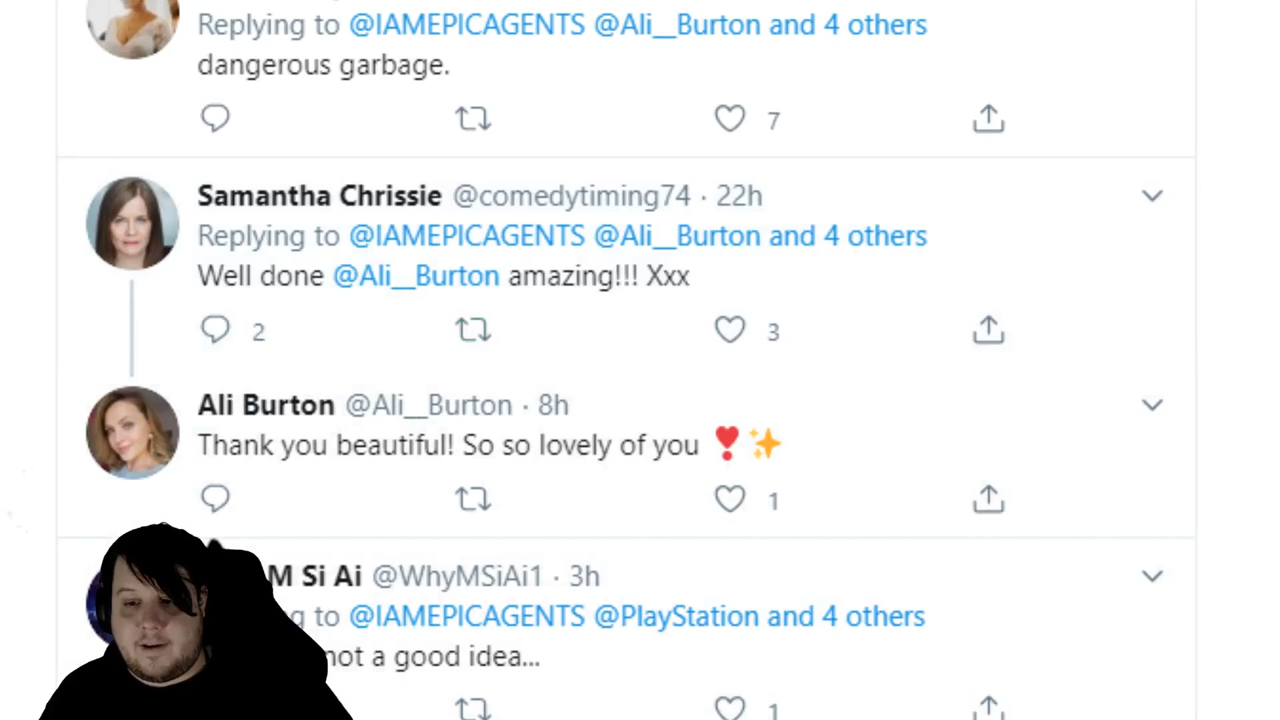 Replying to @IAMEPICAGENTS @Ali__Burton and 4 others
dangerous garbage.
7
Samantha Chrissie @comedytiming74 · 22h
Replying to @IAMEPICAGENTS @Ali__Burton and 4 others
Well done @Ali__Burton amazing!!! Xxx
2 3
Ali Burton @Ali__Burton · 8h
Thank you beautiful! So so lovely of you ❣️✨
1
M Si Ai @WhyMSiAi1 · 3h
to @IAMEPICAGENTS @PlayStation and 4 others
not a good idea...
1